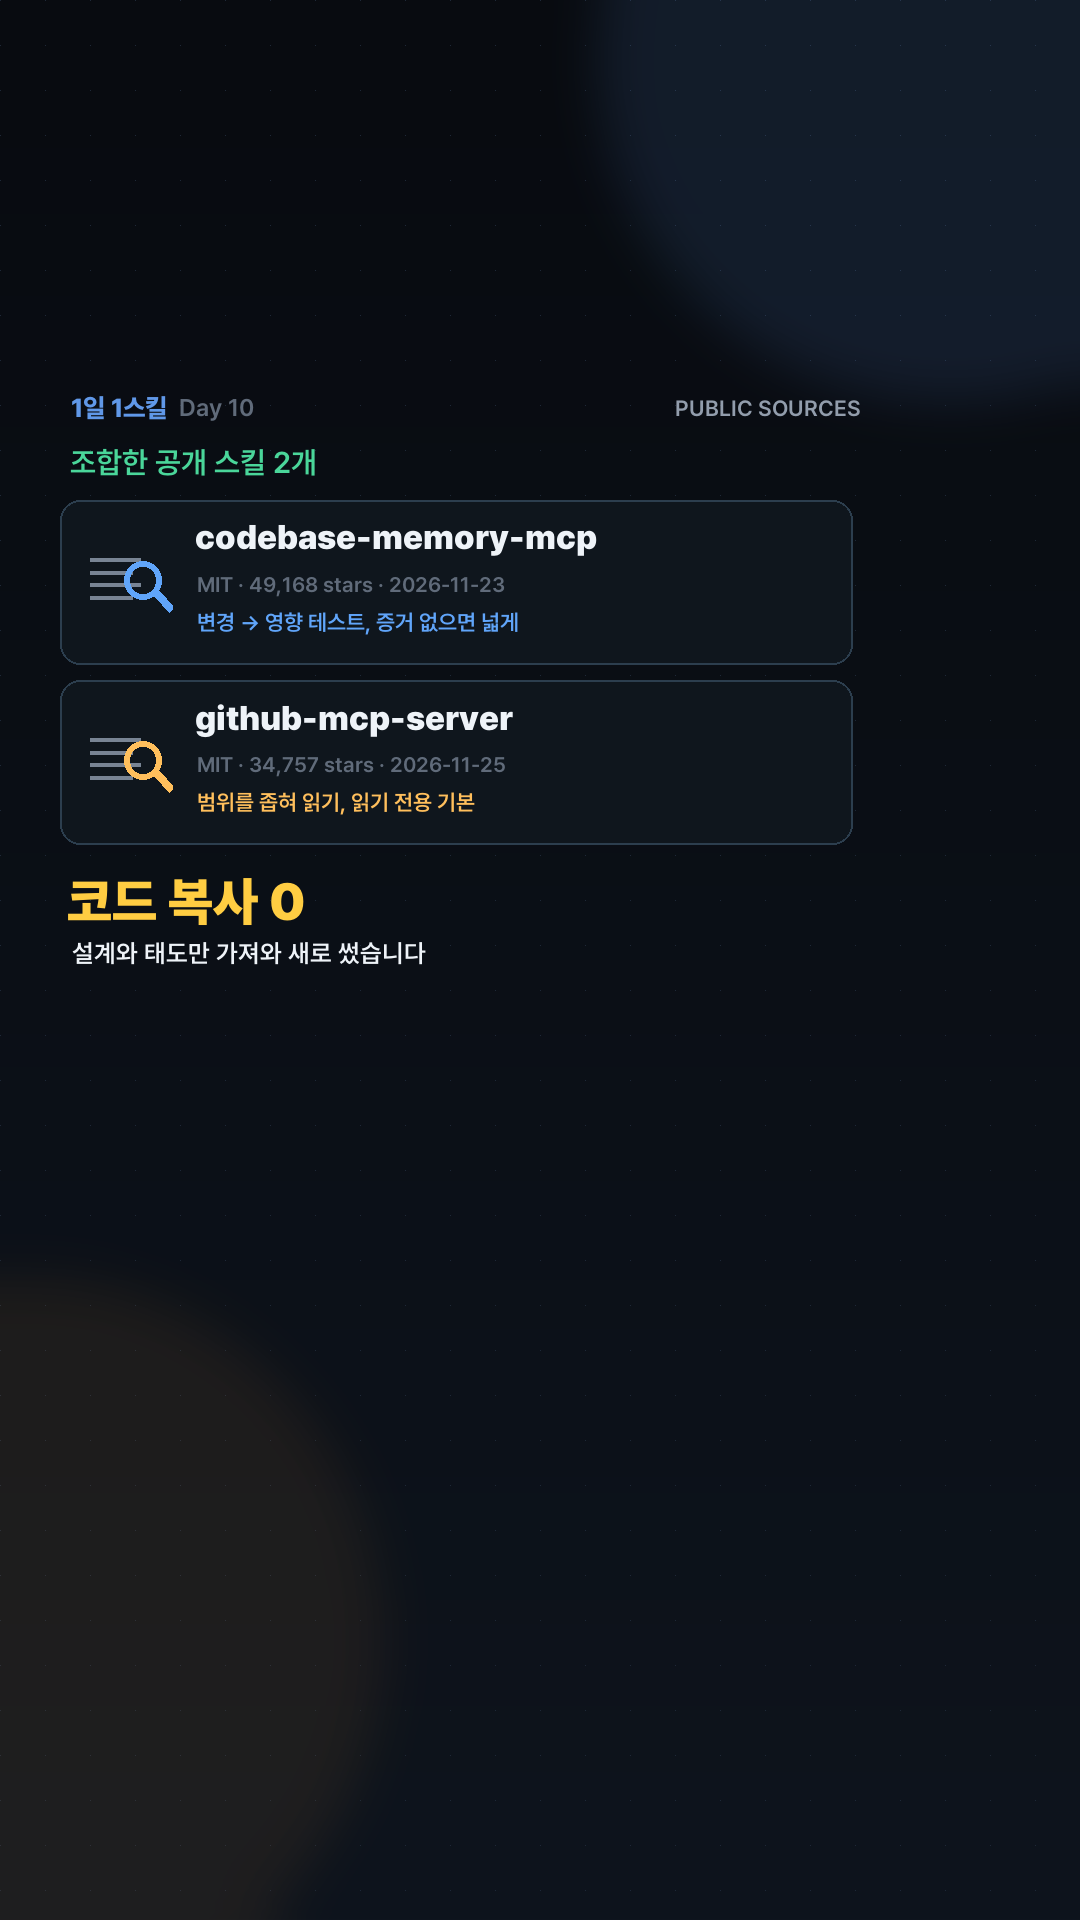 1일 1스킬 Day 10 PUBLIC SOURCES
조합한 공개 스킬 2개
codebase-memory-mcp
MIT · 49,168 stars · 2026-11-23
변경 → 영향 테스트, 증거 없으면 넓게
github-mcp-server
MIT · 34,757 stars · 2026-11-25
범위를 좁혀 읽기, 읽기 전용 기본
코드 복사 0
설계와 태도만 가져와 새로 썼습니다